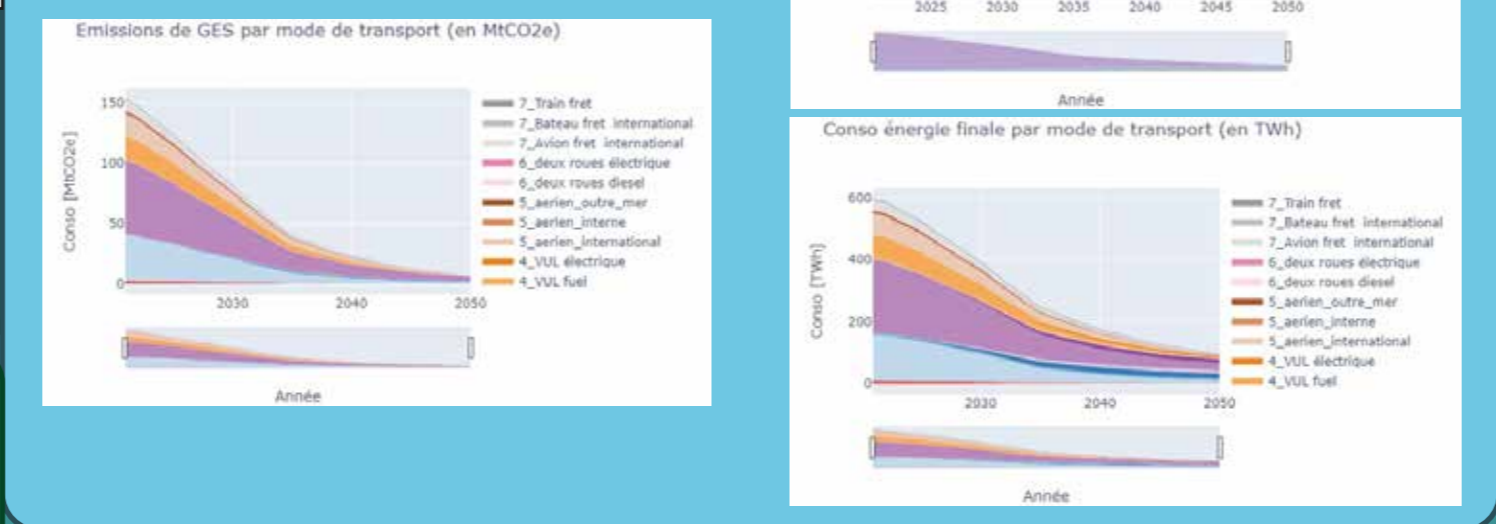 Emissions de GES par mode de transport (en MtCO2e)
Conso [MtCO2e]
150
100
50
0
2030 2040 2050
Année
7_Train fret
7_Bateau fret international
7_Avion fret international
6_deux roues électrique
6_deux roues diesel
5_aerien_outre_mer
5_aerien_interne
5_aerien_international
4_VUL électrique
4_VUL fuel
2025 2030 2035 2040 2045 2050
Année
Conso énergie finale par mode de transport (en TWh)
Conso [TWh]
600
400
200
0
2030 2040 2050
Année
7_Train fret
7_Bateau fret international
7_Avion fret international
6_deux roues électrique
6_deux roues diesel
5_aerien_outre_mer
5_aerien_interne
5_aerien_international
4_VUL électrique
4_VUL fuel